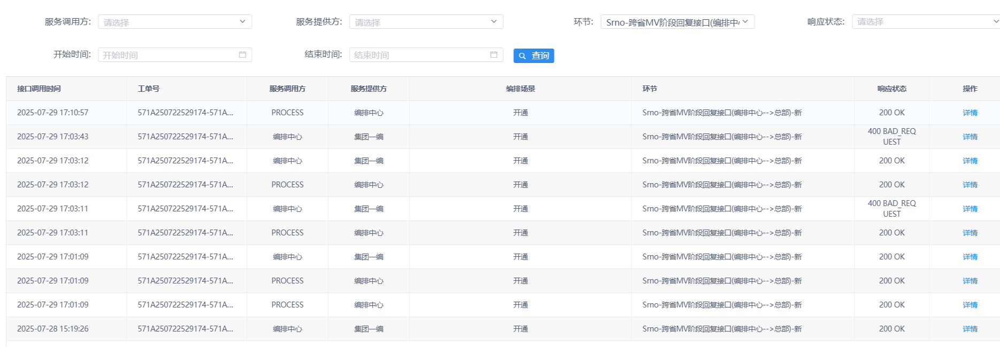 服务调用方: 请选择 服务提供方: 请选择 环节: Srno-跨省MV阶段回复接口(编排中 响应状态: 请选择
开始时间: 开始时间 结束时间: 结束时间 查询
接口调用时间 工单号 服务调用方 服务提供方 编排场景 环节 响应状态 操作
2025-07-29 17:10:57 571A250722529174-571A... PROCESS 编排中心 开通 Srno-跨省MV阶段回复接口(编排中心-->总部)-新 200 OK 详情
2025-07-29 17:03:43 571A250722529174-571A... 编排中心 集团一编 开通 Srno-跨省MV阶段回复接口(编排中心-->总部)-新 400 BAD_REQ
UEST 详情
2025-07-29 17:03:12 571A250722529174-571A... 编排中心 集团一编 开通 Srno-跨省MV阶段回复接口(编排中心-->总部)-新 200 OK 详情
2025-07-29 17:03:12 571A250722529174-571A... PROCESS 编排中心 开通 Srno-跨省MV阶段回复接口(编排中心-->总部)-新 200 OK 详情
2025-07-29 17:03:11 571A250722529174-571A... 编排中心 集团一编 开通 Srno-跨省MV阶段回复接口(编排中心-->总部)-新 400 BAD_REQ
UEST 详情
2025-07-29 17:03:11 571A250722529174-571A... PROCESS 编排中心 开通 Srno-跨省MV阶段回复接口(编排中心-->总部)-新 200 OK 详情
2025-07-29 17:01:09 571A250722529174-571A... 编排中心 集团一编 开通 Srno-跨省MV阶段回复接口(编排中心-->总部)-新 200 OK 详情
2025-07-29 17:01:09 571A250722529174-571A... PROCESS 编排中心 开通 Srno-跨省MV阶段回复接口(编排中心-->总部)-新 200 OK 详情
2025-07-29 17:01:09 571A250722529174-571A... PROCESS 编排中心 开通 Srno-跨省MV阶段回复接口(编排中心-->总部)-新 200 OK 详情
2025-07-28 15:19:26 571A250722529174-571A... 编排中心 集团一编 开通 Srno-跨省MV阶段回复接口(编排中心-->总部)-新 200 OK 详情